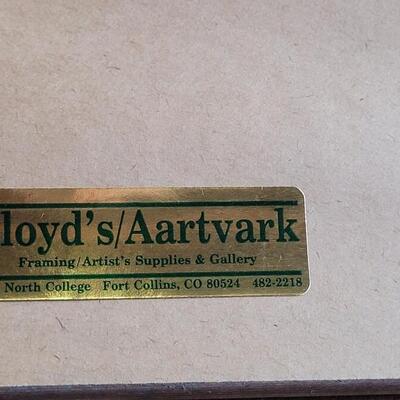 loyd's/Aartvark
Framing/Artist's Supplies & Gallery
North College Fort Collins, CO 80524 482-2218